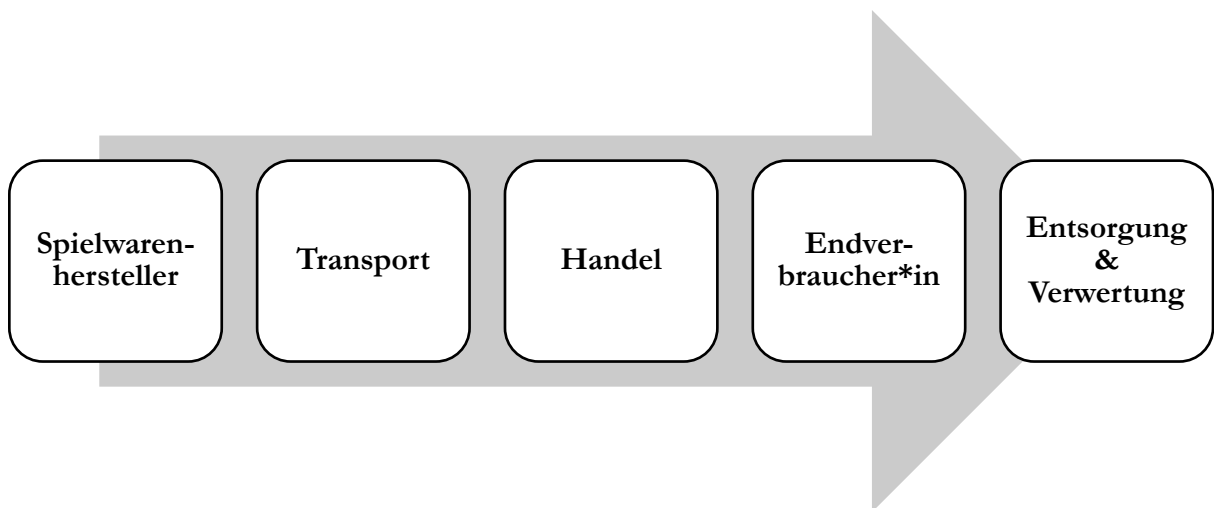 Spielwaren-
hersteller
Transport
Handel
Endver-
braucher*in
Entsorgung
&
Verwertung